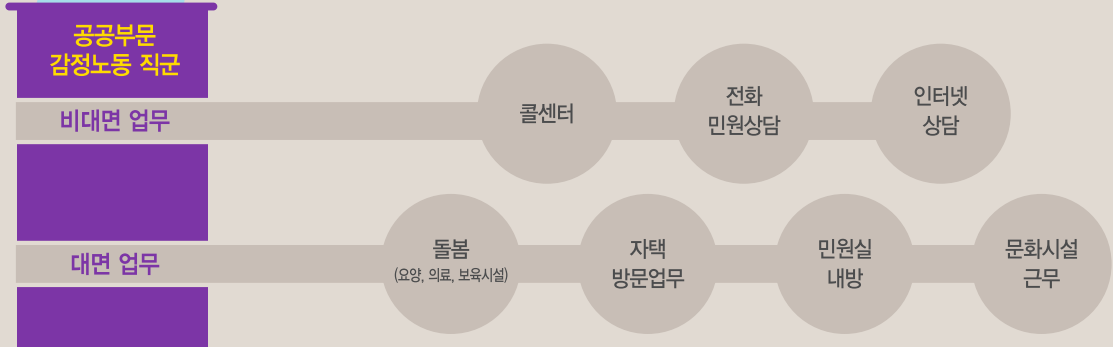 공공부문
감정노동 직군
비대면 업무
콜센터
전화
민원상담
인터넷
상담
대면 업무
돌봄
(요양, 의료, 보육시설)
자택
방문업무
민원실
내방
문화시설
근무